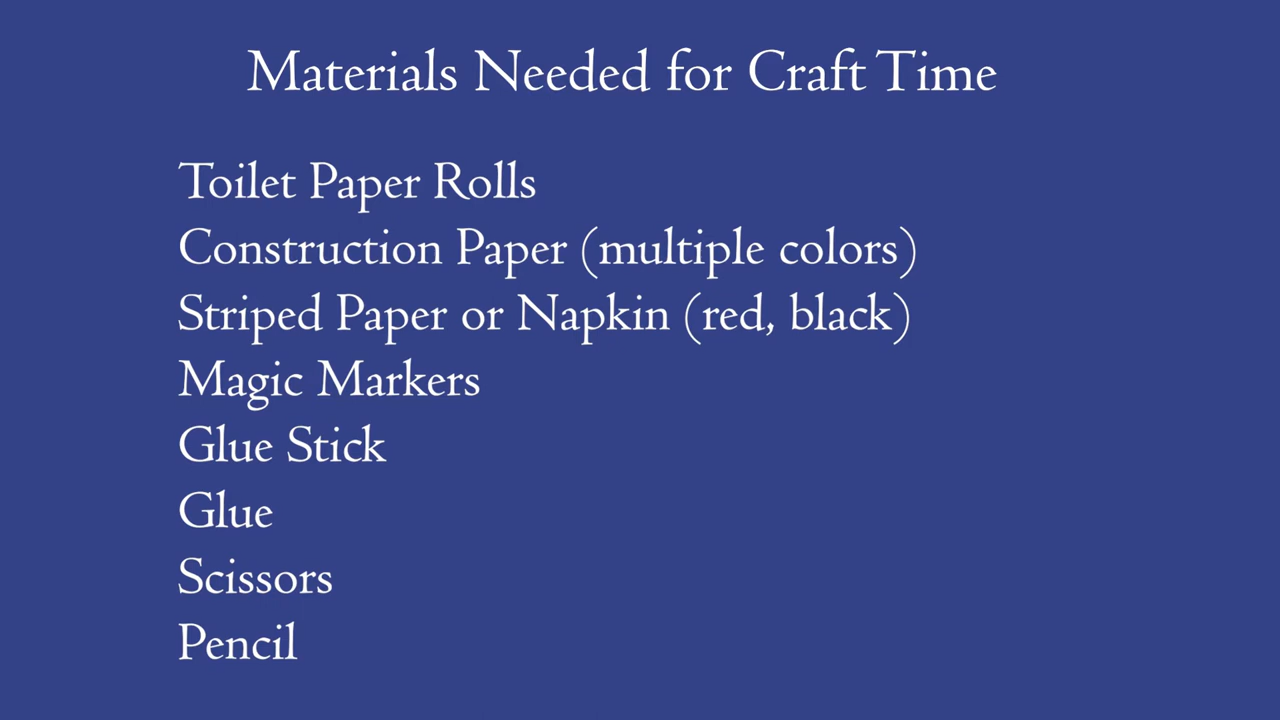 Materials Needed for Craft Time
Toilet Paper Rolls
Construction Paper (multiple colors)
Striped Paper or Napkin (red, black)
Magic Markers
Glue Stick
Glue
Scissors
Pencil